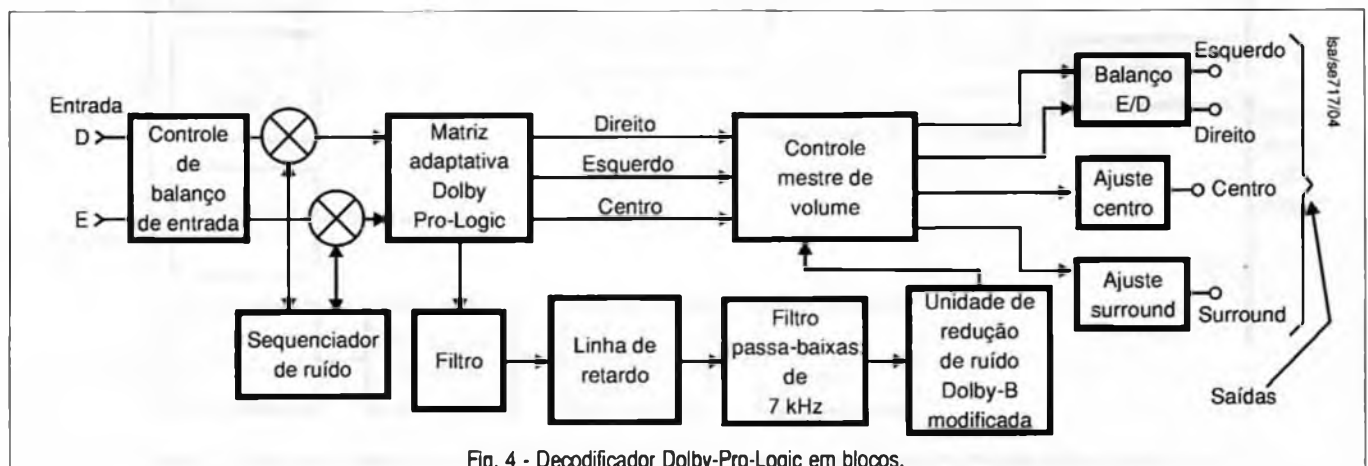 Entrada
D
E
Controle
de
balanço
de entrada
Matriz
adaptativa
Dolby
Pro-Logic
Direito
Esquerdo
Centro
Controle
mestre de
volume
Balanço
E/D
Esquerdo
Direito
Ajuste
centro
Centro
Ajuste
surround
Surround
Saídas
Sequenciador
de ruído
Filtro
Linha de
retardo
Filtro
passa-baixas
de
7 kHz
Unidade de
redução
de ruído
Dolby-B
modificada
lsa/se717/04
Fig. 4 - Decodificador Dolby-Pro-Logic em blocos.